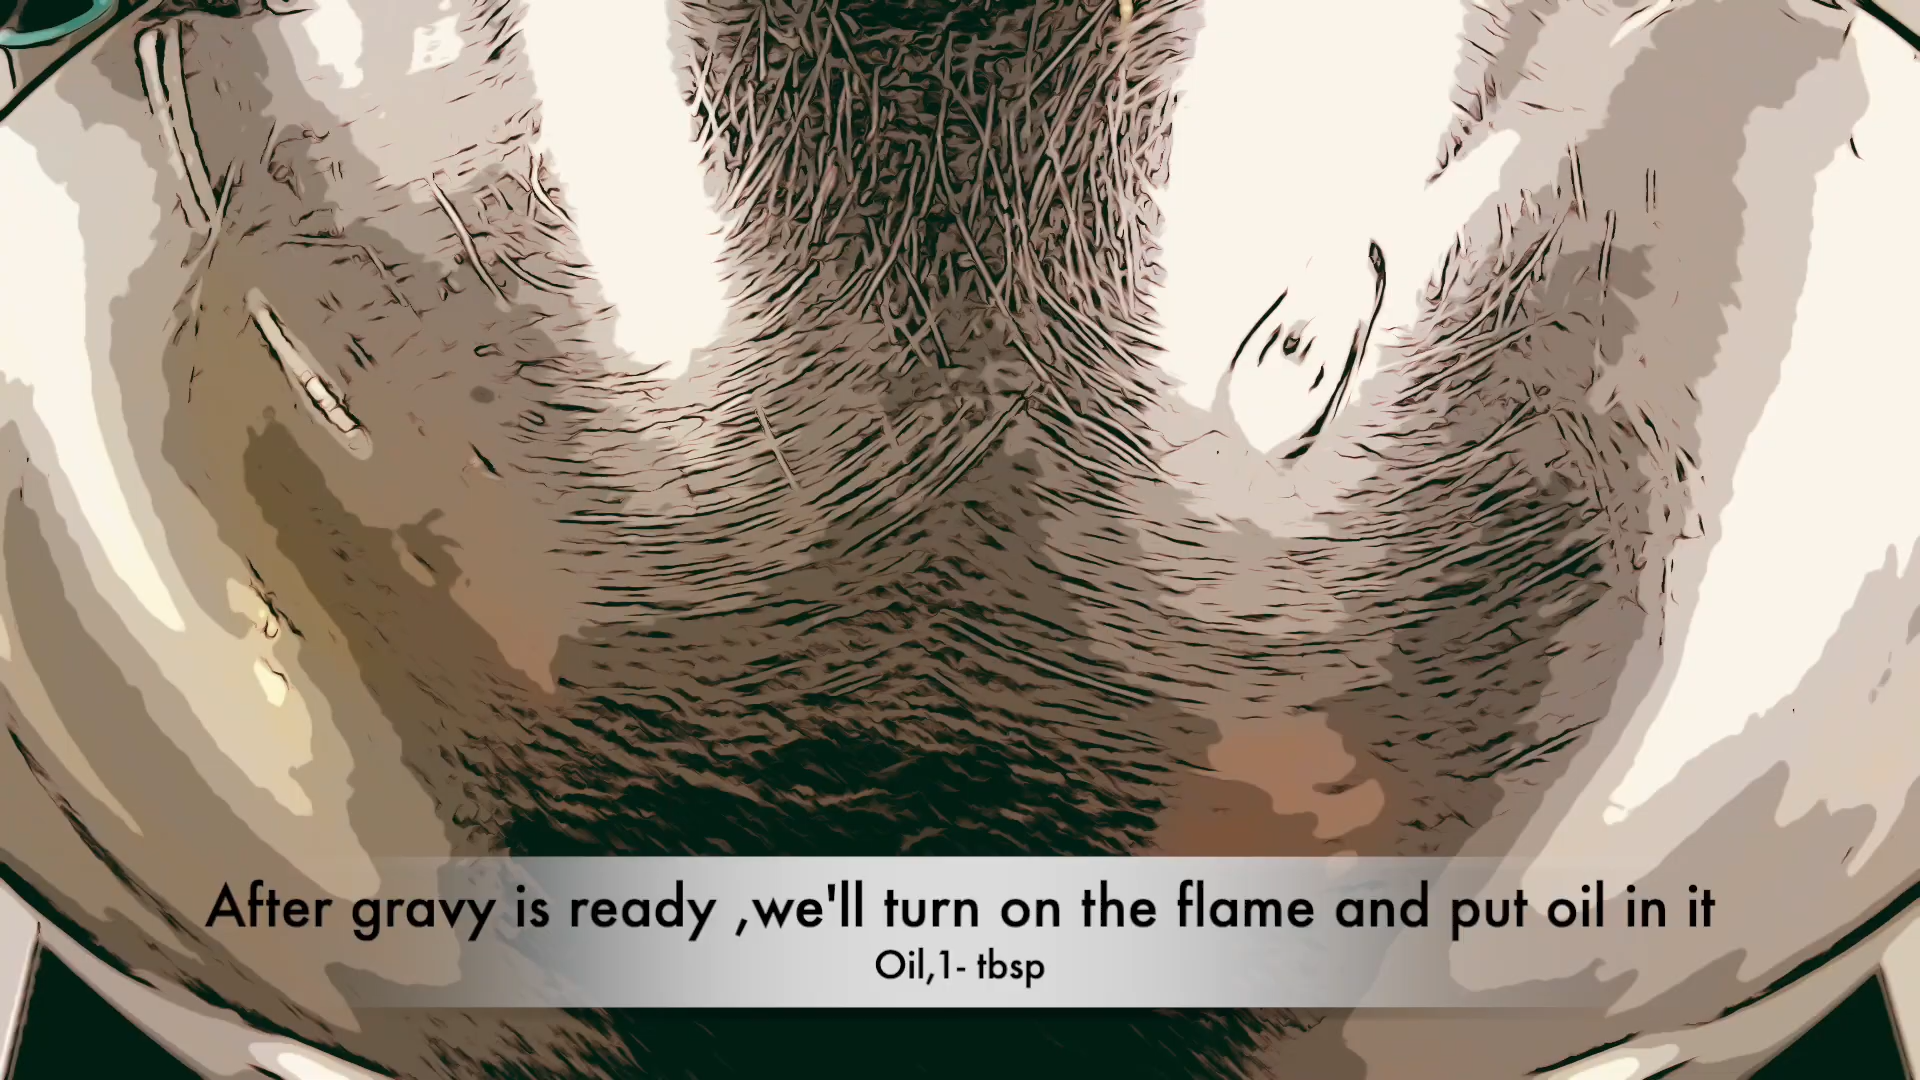 After gravy is ready ,we'll turn on the flame and put oil in it
Oil,1- tbsp